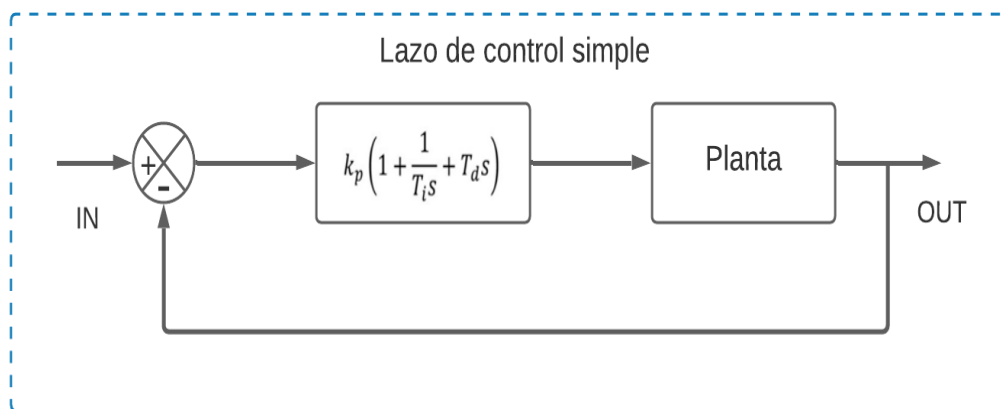 Lazo de control simple
+
-
IN
k_p(1 + 1/(T_i s) + T_d s)
Planta
OUT